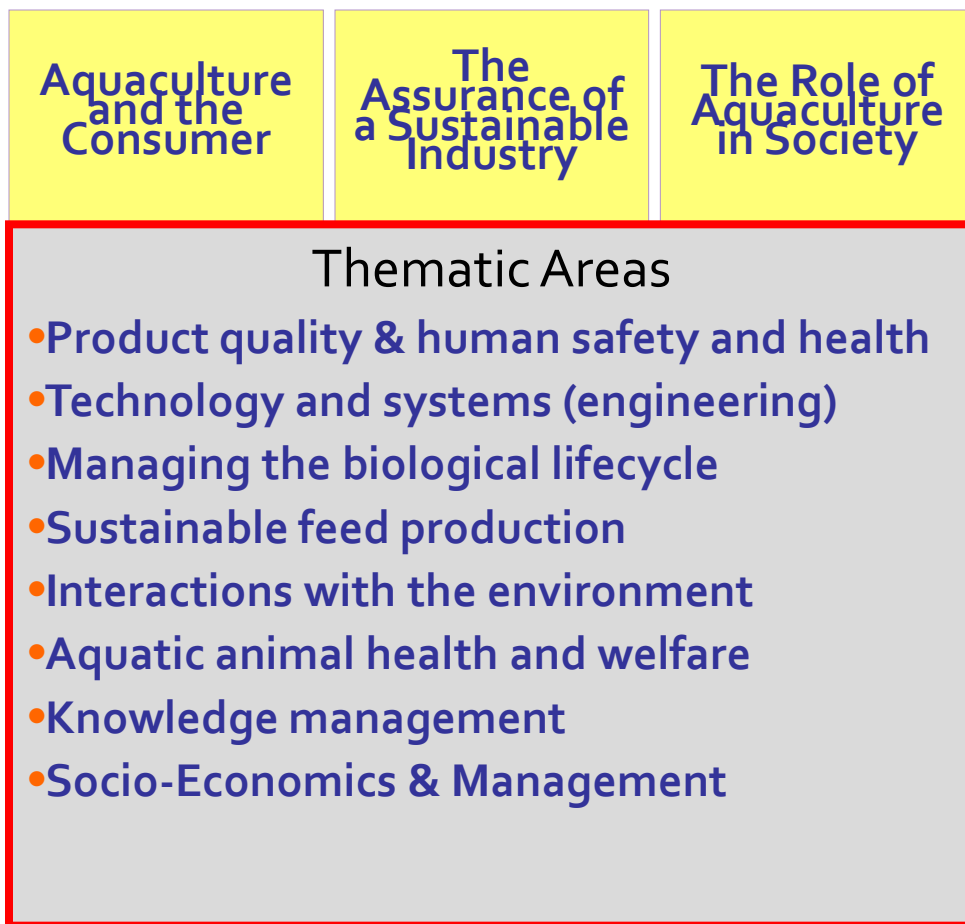 Aquaculture
and the
Consumer
The
Assurance of
a Sustainable
Industry
The Role of
Aquaculture
in Society
Thematic Areas
•Product quality & human safety and health
•Technology and systems (engineering)
•Managing the biological lifecycle
•Sustainable feed production
•Interactions with the environment
•Aquatic animal health and welfare
•Knowledge management
•Socio-Economics & Management